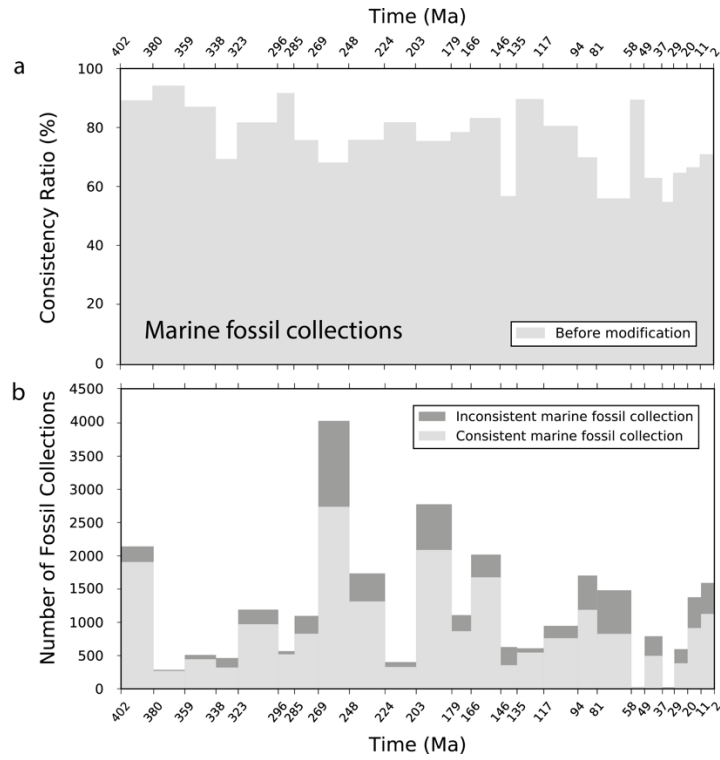 Time (Ma)
402 380 359 338 323 296 285 269 248 224 203 179 166 146 135 117 94 81 58 49 37 29 20 11 2
a
100
80
60
40
20
0
Consistency Ratio (%)
Marine fossil collections
Before modification
b
4500
4000
3500
3000
2500
2000
1500
1000
500
0
Number of Fossil Collections
Inconsistent marine fossil collection
Consistent marine fossil collection
402 380 359 338 323 296 285 269 248 224 203 179 166 146 135 117 94 81 58 49 37 29 20 11 2
Time (Ma)